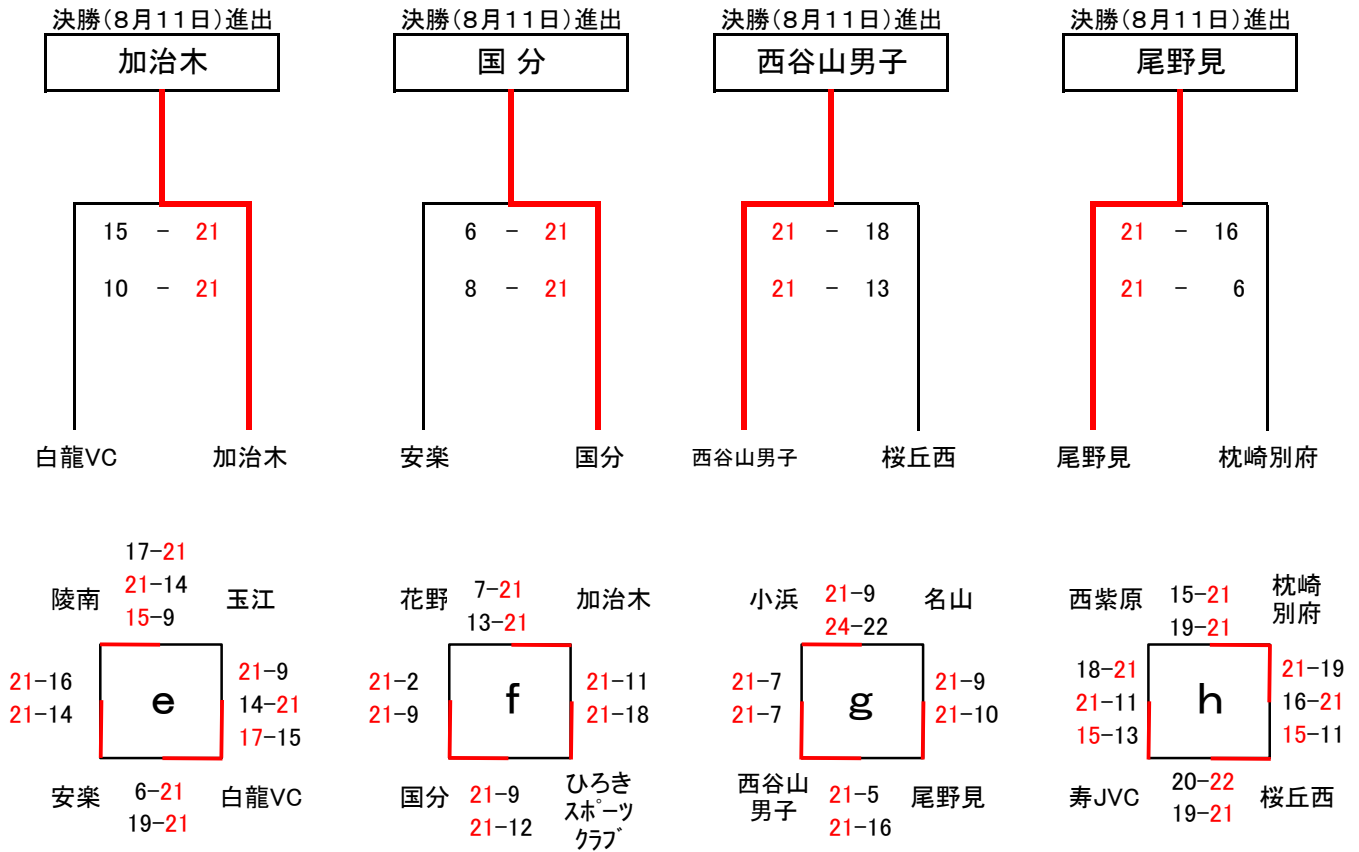 決勝(8月11日)進出 決勝(8月11日)進出 決勝(8月11日)進出 決勝(8月11日)進出
加治木 国分 西谷山男子 尾野見
15 - 21 6 - 21 21 - 18 21 - 16
10 - 21 8 - 21 21 - 13 21 - 6
白龍VC 加治木 安楽 国分 西谷山男子 桜丘西 尾野見 枕崎別府
17-21
陵南 21-14 玉江
15-9
21-16
21-14
e
21-9
14-21
17-15
安楽 6-21 白龍VC
19-21
花野 7-21 加治木
13-21
21-2
21-9
f
21-11
21-18
国分 21-9
21-12
ひろき
スポーツ
クラブ
小浜 21-9 名山
24-22
21-7
21-7
g
21-9
21-10
西谷山
男子
21-5
21-16
尾野見
西紫原 15-21
19-21
枕崎
別府
18-21
21-11
15-13
h
21-19
16-21
15-11
寿JVC 20-22 桜丘西
19-21